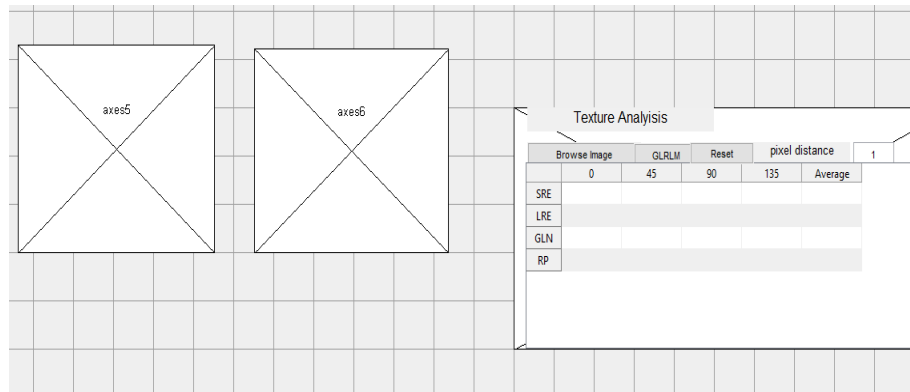 axes5
axes6
Texture Analyisis
Browse Image GLRLM Reset pixel distance 1
0 45 90 135 Average
SRE
LRE
GLN
RP